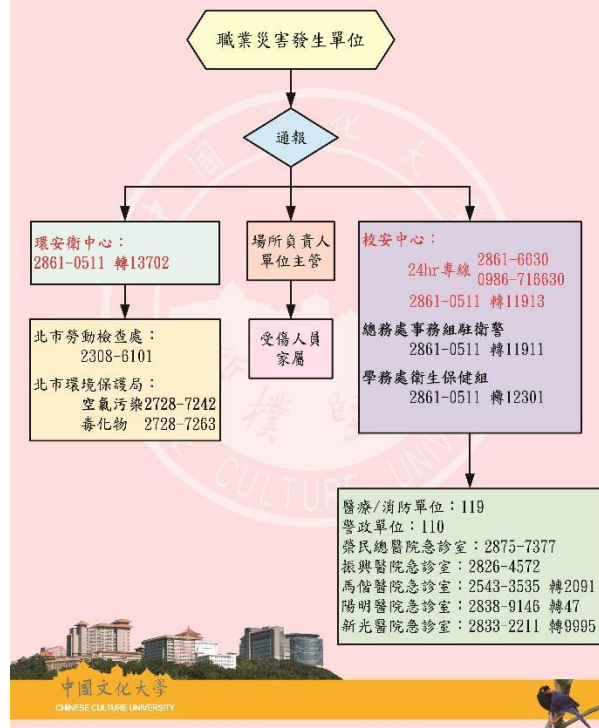 職業災害發生單位
通報
環安衛中心：
2861-0511 轉13702
北市勞動檢查處：
2308-6101
北市環境保護局：
空氣污染2728-7242
毒化物 2728-7263
場所負責人
單位主管
受傷人員
家屬
校安中心：
24hr專線 2861-6630
0986-716630
2861-0511 轉11913
總務處事務組駐衛警
2861-0511 轉11911
學務處衛生保健組
2861-0511 轉12301
醫療/消防單位：119
警政單位：110
榮民總醫院急診室：2875-7377
振興醫院急診室：2826-4572
馬偕醫院急診室：2543-3535 轉2091
陽明醫院急診室：2838-9146 轉47
新光醫院急診室：2833-2211 轉9995
中國文化大學
CHINESE CULTURE UNIVERSITY